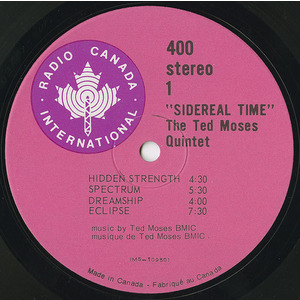 RADIO CANADA
INTERNATIONAL
400
stereo
1
"SIDEREAL TIME"
The Ted Moses
Quintet
HIDDEN STRENGTH 4:30
SPECTRUM 5:30
DREAMSHIP 4:00
ECLIPSE 7:30
music by Ted Moses BMIC
musique de Ted Moses BMIC
Made in Canada - Fabriqué au Canada